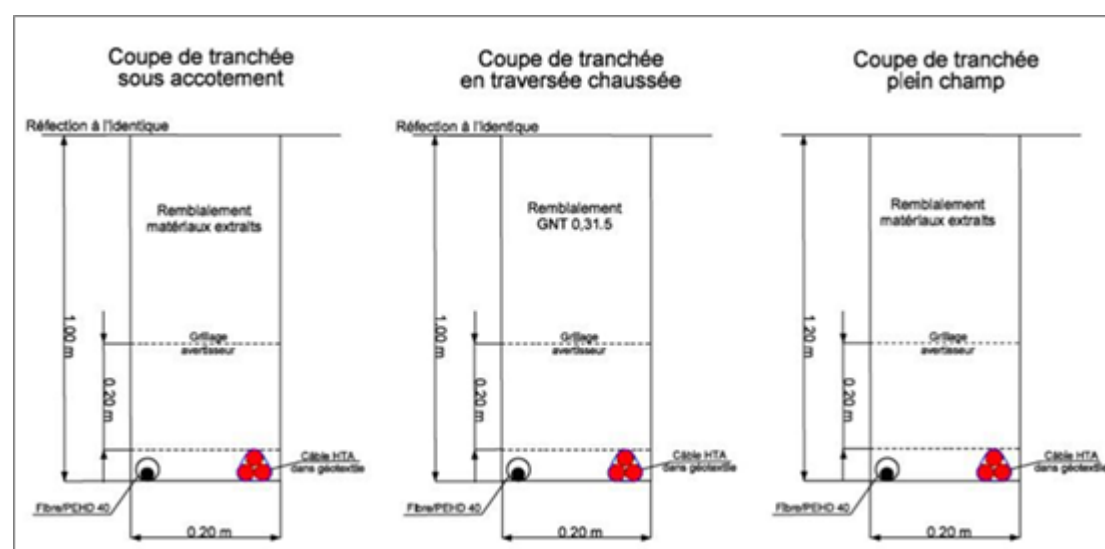 Coupe de tranchée
sous accotement
Réfection à l'identique
Remblaiement
matériaux extraits
1.00 m
Grillage
avertisseur
0.20 m
Câble HTA
dans géotextile
Fibre/PEHD 40
0.20 m
Coupe de tranchée
en traversée chaussée
Réfection à l'identique
Remblaiement
GNT 0,31.5
1.00 m
Grillage
avertisseur
0.20 m
Câble HTA
dans géotextile
Fibre/PEHD 40
0.20 m
Coupe de tranchée
plein champ
Remblaiement
matériaux extraits
1.20 m
Grillage
avertisseur
0.20 m
Câble HTA
dans géotextile
Fibre/PEHD 40
0.20 m